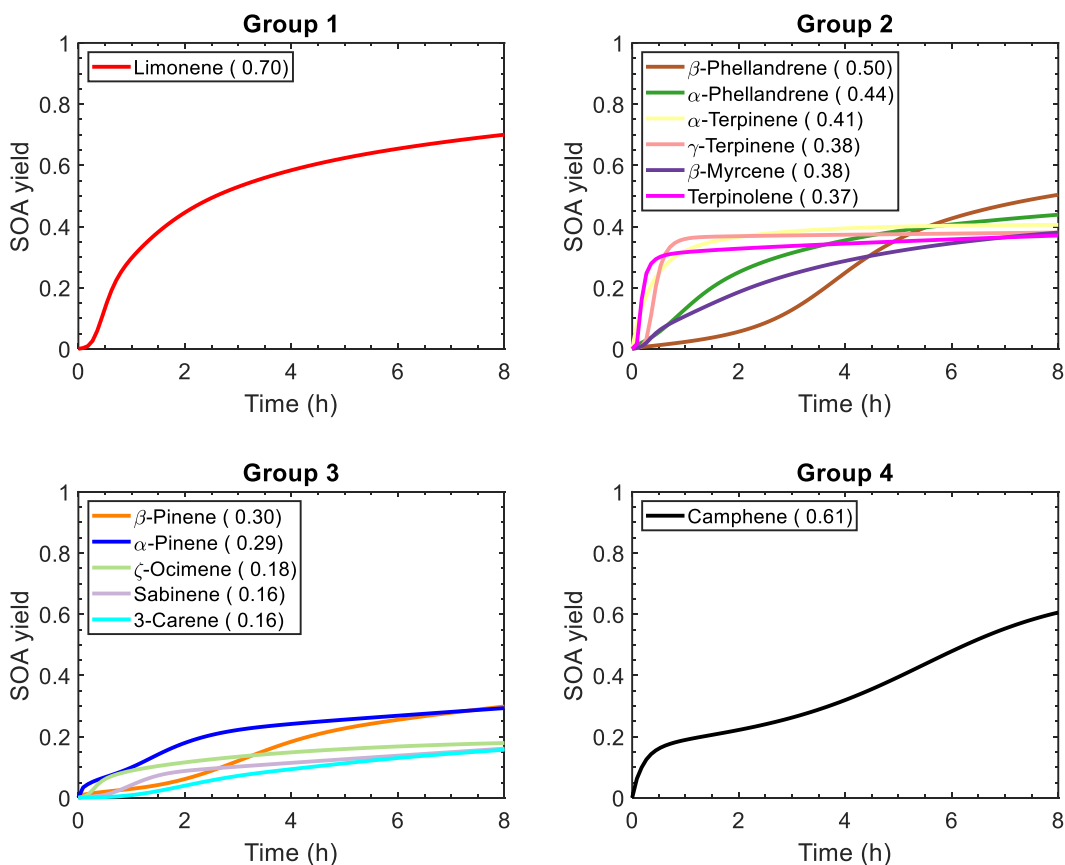 Group 1
1
0.8
0.6
0.4
0.2
0
SOA yield
Limonene ( 0.70)
0 2 4 6 8
Time (h)
Group 2
1
0.8
0.6
0.4
0.2
0
SOA yield
β-Phellandrene ( 0.50)
α-Phellandrene ( 0.44)
α-Terpinene ( 0.41)
γ-Terpinene ( 0.38)
β-Myrcene ( 0.38)
Terpinolene ( 0.37)
0 2 4 6 8
Time (h)
Group 3
1
0.8
0.6
0.4
0.2
0
SOA yield
β-Pinene ( 0.30)
α-Pinene ( 0.29)
ζ-Ocimene ( 0.18)
Sabinene ( 0.16)
3-Carene ( 0.16)
0 2 4 6 8
Time (h)
Group 4
1
0.8
0.6
0.4
0.2
0
SOA yield
Camphene ( 0.61)
0 2 4 6 8
Time (h)